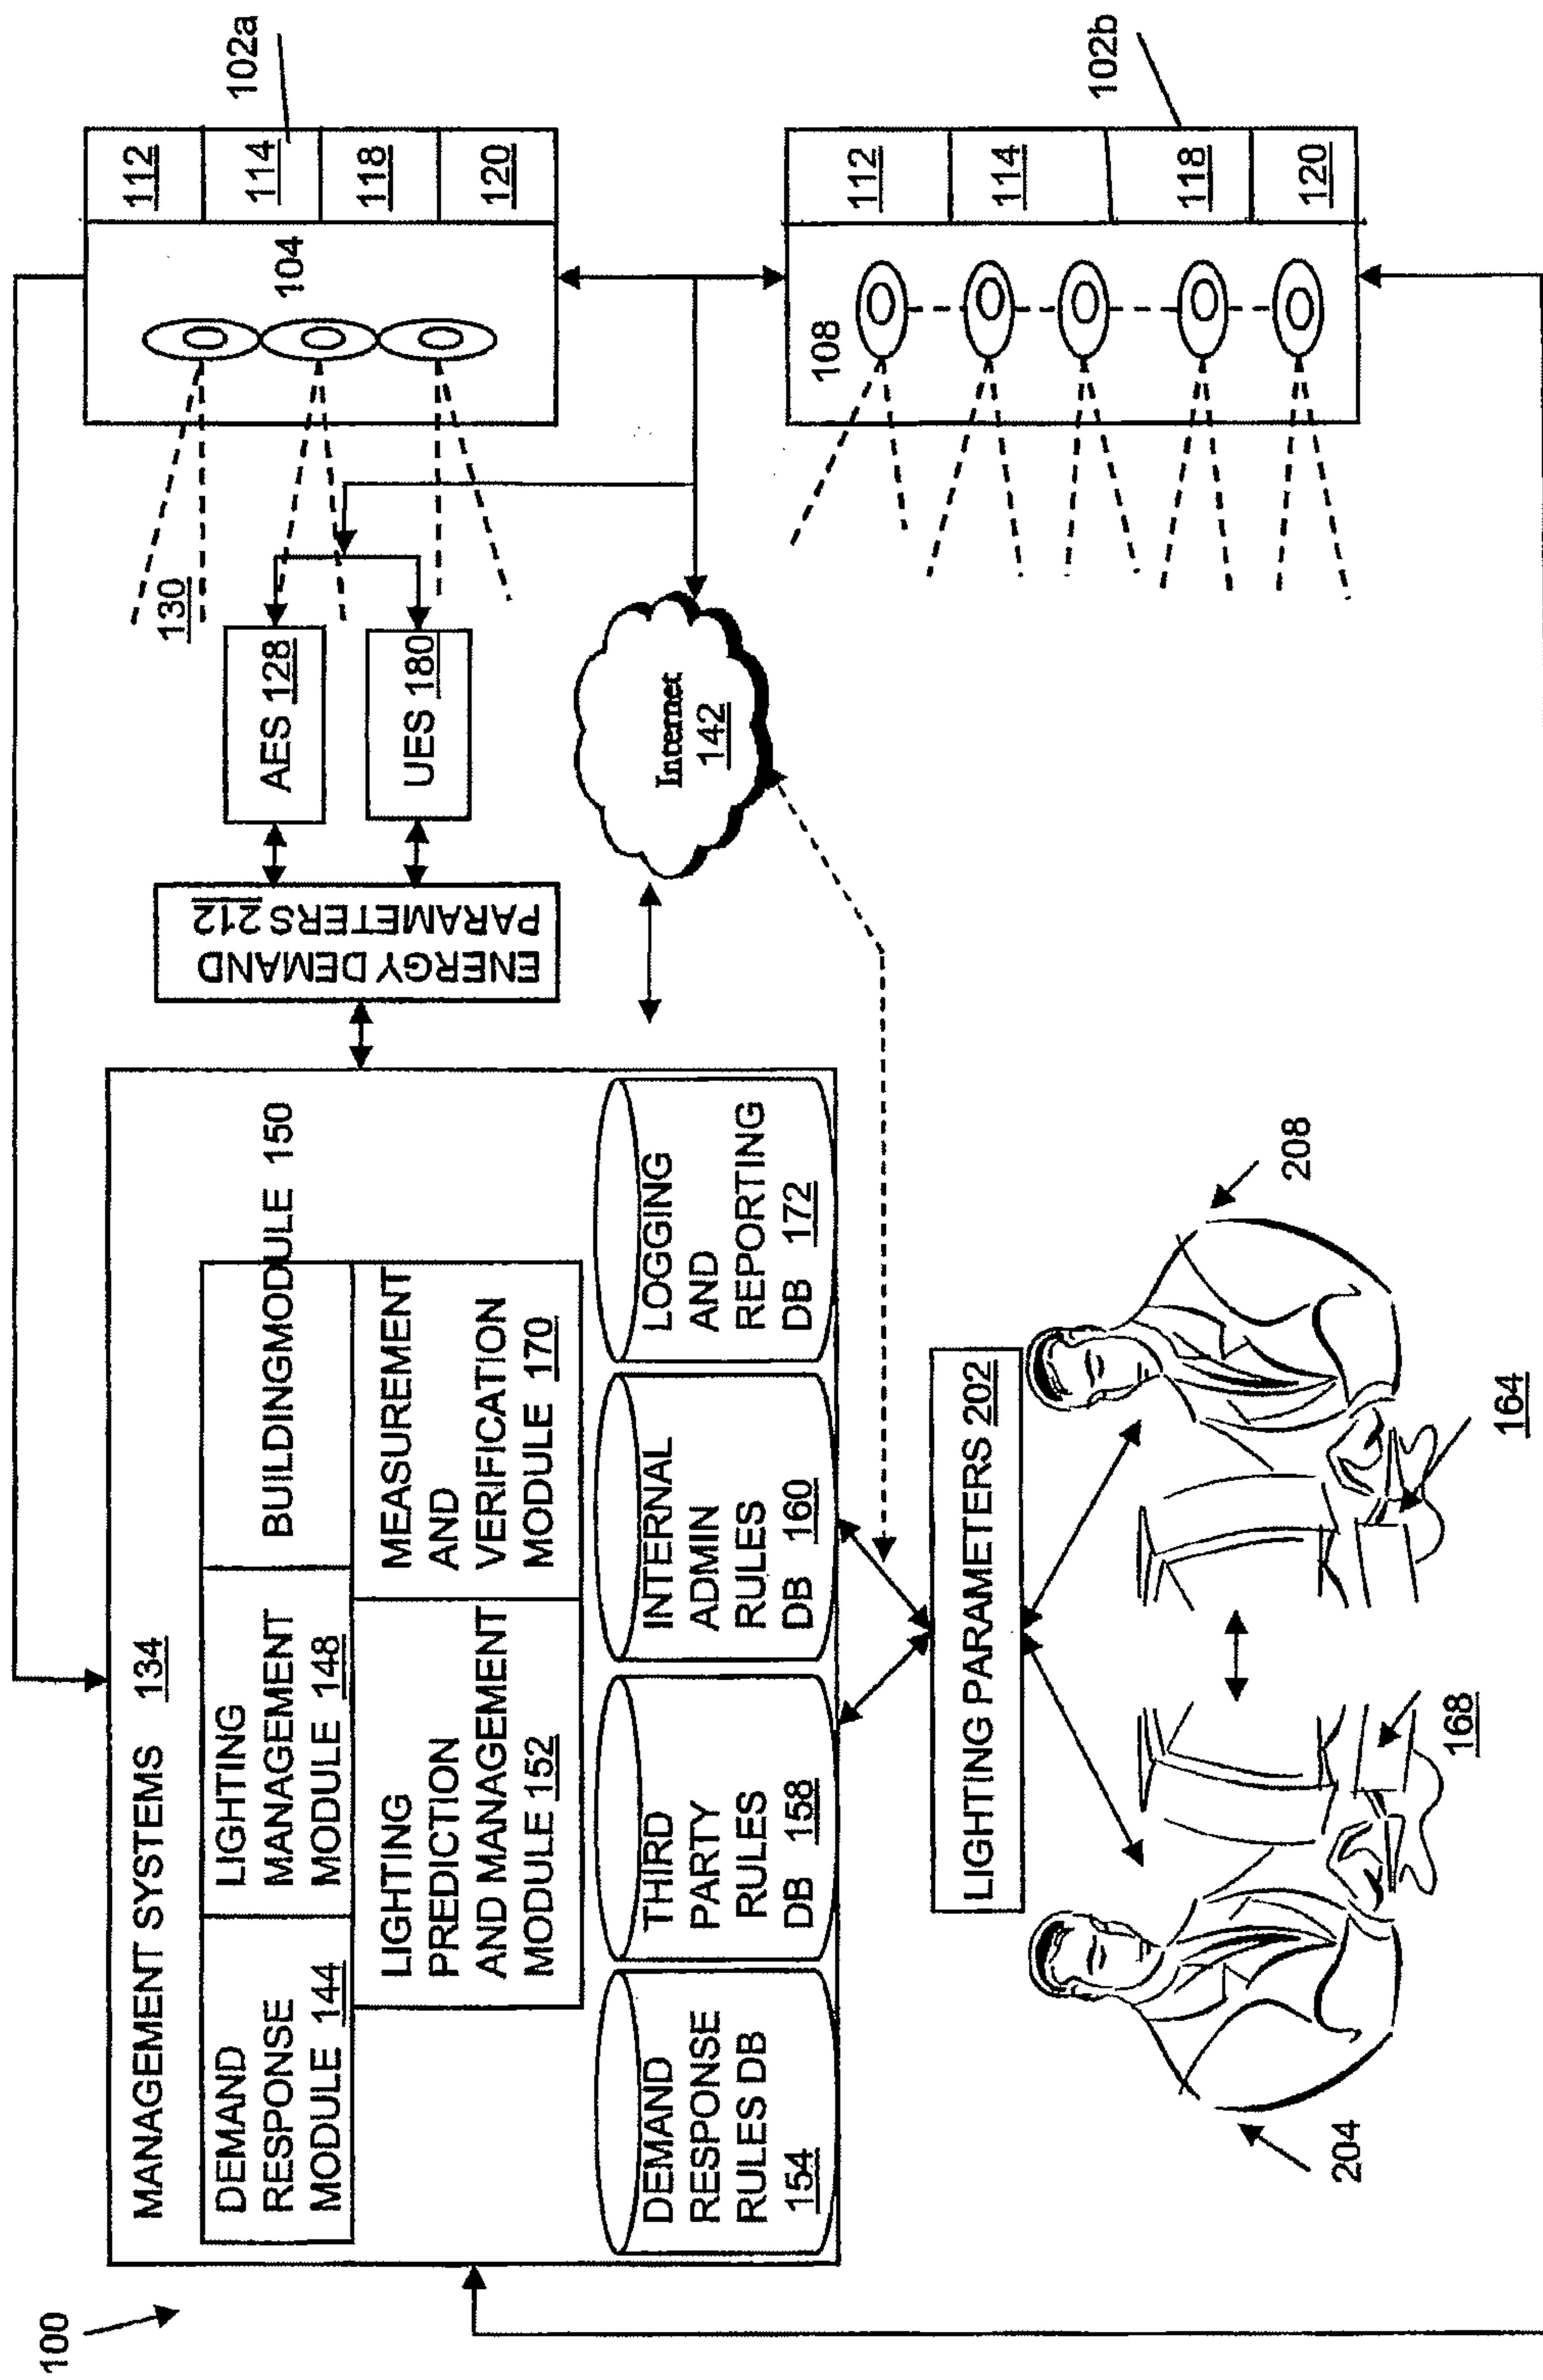 100
MANAGEMENT SYSTEMS 134
DEMAND
RESPONSE
MODULE 144
LIGHTING
MANAGEMENT
MODULE 148
BUILDINGMODULE 150
LIGHTING
PREDICTION
AND MANAGEMENT
MODULE 152
MEASUREMENT
AND
VERIFICATION
MODULE 170
DEMAND
RESPONSE
RULES DB
154
THIRD
PARTY
RULES
DB 158
INTERNAL
ADMIN
RULES
DB 160
LOGGING
AND
REPORTING
DB 172
ENERGY DEMAND
PARAMETERS 212
AES 128
UES 180
130
Internet
142
104
112
114
118
120
102a
108
112
114
118
120
102b
LIGHTING PARAMETERS 202
204
168
164
208